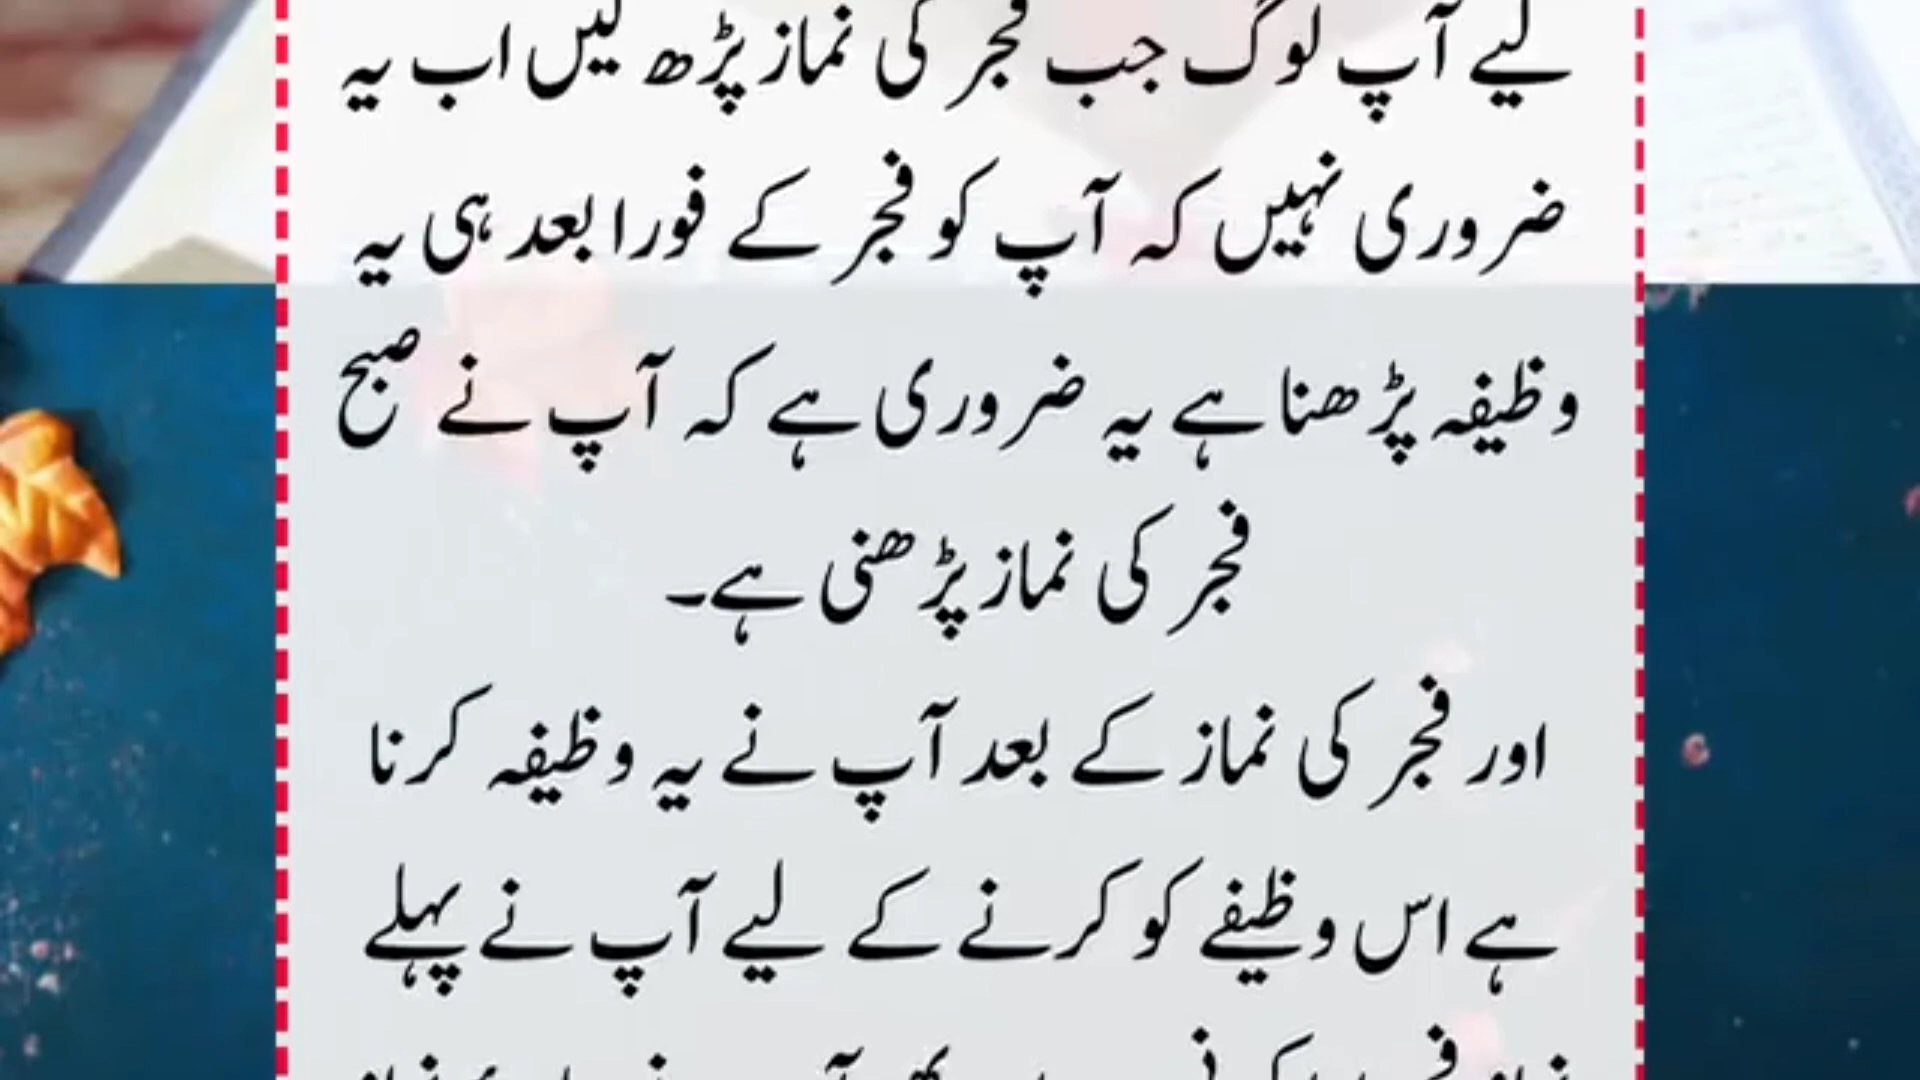 لیے آپ لوگ جب فجر کی نماز پڑھ لیں اب یہ
ضروری نہیں کہ آپ کو فجر کے فورا بعد ہی یہ
وظیفہ پڑھنا ہے یہ ضروری ہے کہ آپ نے صبح
فجر کی نماز پڑھنی ہے۔
اور فجر کی نماز کے بعد آپ نے یہ وظیفہ کرنا
ہے اس وظیفے کو کرنے کے لیے آپ نے پہلے